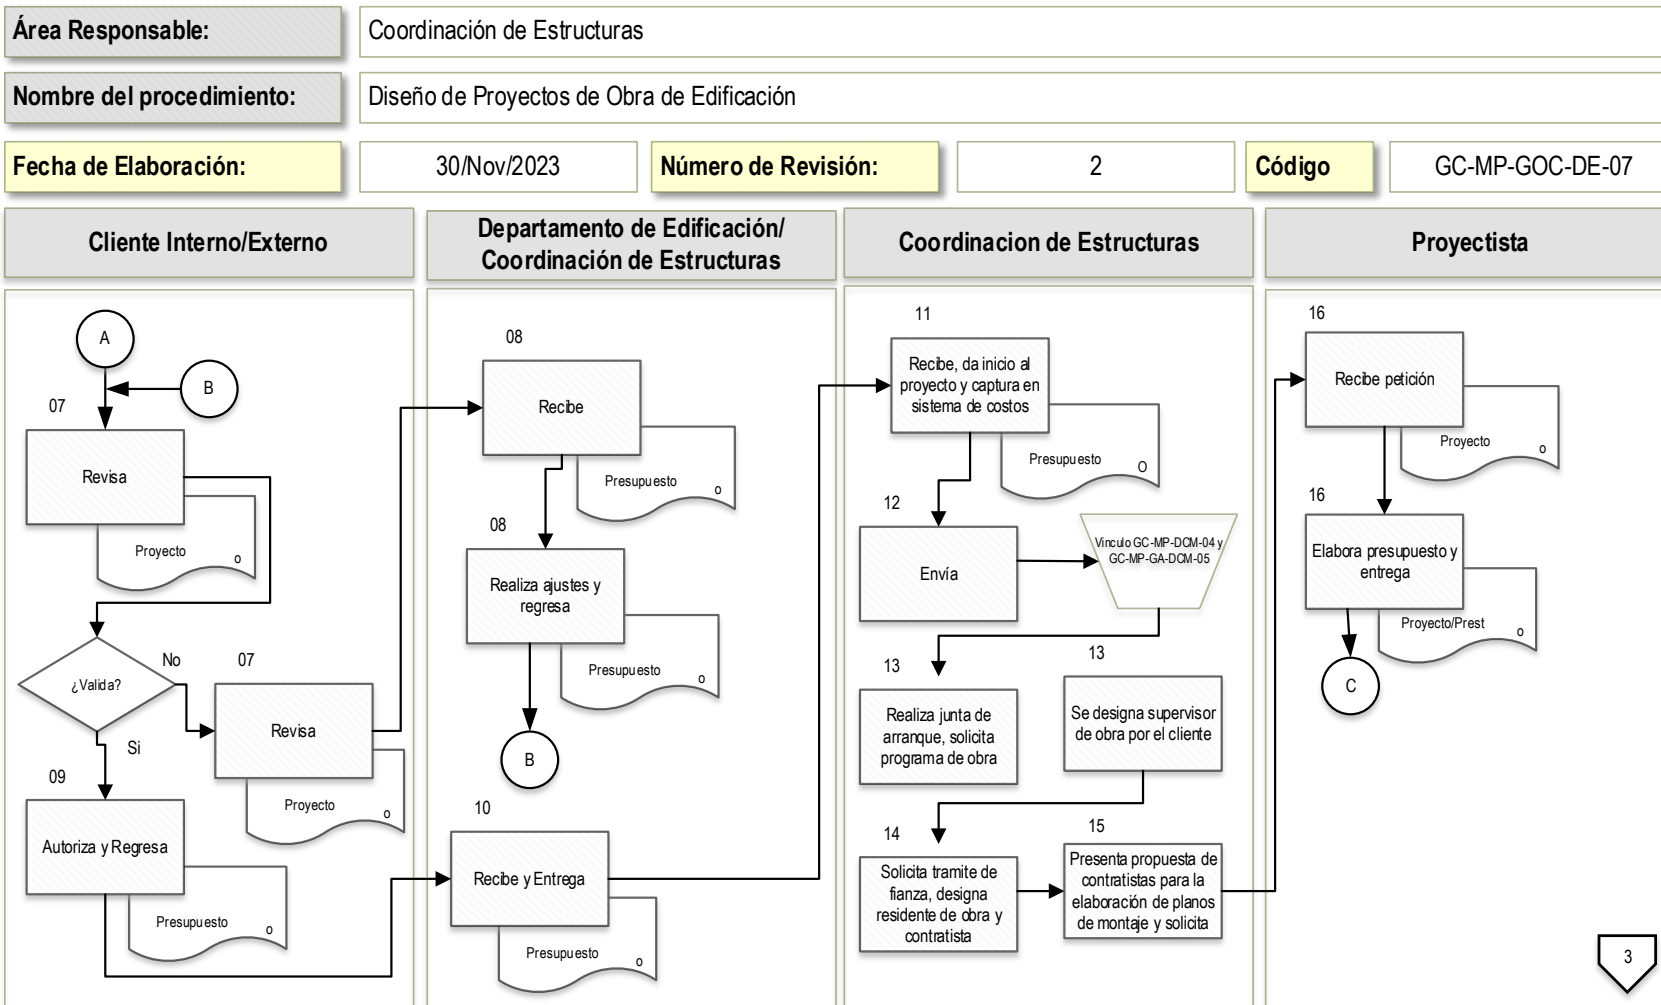 Área Responsable:
Coordinación de Estructuras
Nombre del procedimiento:
Diseño de Proyectos de Obra de Edificación
Fecha de Elaboración:
30/Nov/2023
Número de Revisión:
2
Código
GC-MP-GOC-DE-07
Cliente Interno/Externo
Departamento de Edificación/
Coordinación de Estructuras
Coordinacion de Estructuras
Proyectista
A
B
07
Revisa
Proyecto
o
¿Valida?
No
Si
07
Revisa
Proyecto
o
09
Autoriza y Regresa
Presupuesto
o
08
Recibe
Presupuesto
o
08
Realiza ajustes y
regresa
Presupuesto
o
B
10
Recibe y Entrega
Presupuesto
o
11
Recibe, da inicio al
proyecto y captura en
sistema de costos
Presupuesto
O
12
Envía
Vinculo GC-MP-DCM-04 y
GC-MP-GA-DCM-05
13
Realiza junta de
arranque, solicita
programa de obra
13
Se designa supervisor
de obra por el cliente
14
Solicita tramite de
fianza, designa
residente de obra y
contratista
15
Presenta propuesta de
contratistas para la
elaboración de planos
de montaje y solicita
16
Recibe petición
Proyecto
o
16
Elabora presupuesto y
entrega
Proyecto/Prest
o
C
3